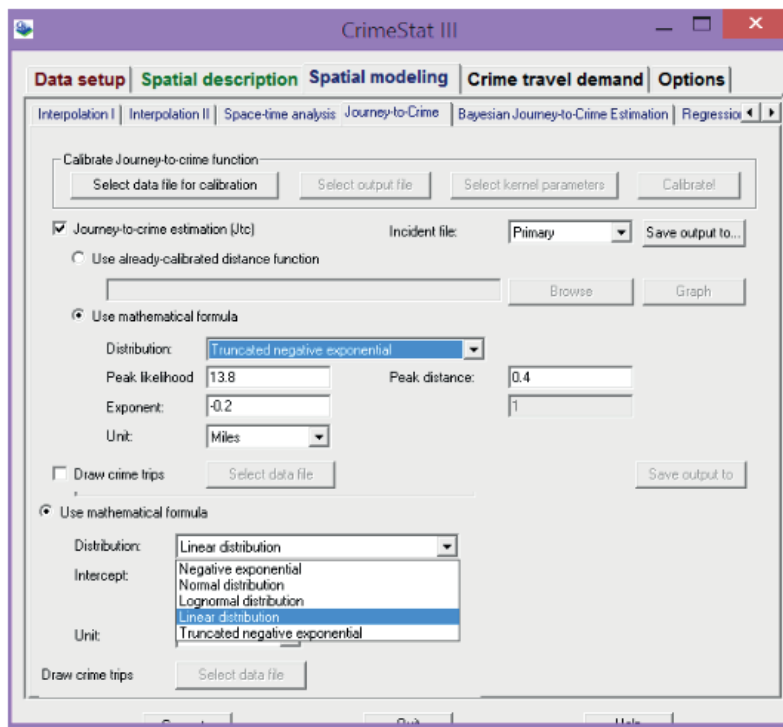 CrimeStat III
Data setup Spatial description Spatial modeling Crime travel demand Options
Interpolation I Interpolation II Space-time analysis Journey-to-Crime Bayesian Journey-to-Crime Estimation
Calibrate Journey-to-crime function
Select data file for calibration Select output file Select kernel parameters Calibrate!
Journey-to-crime estimation (Jtc) Incident file: Primary Save output to...
Use already-calibrated distance function
Browse Graph
Use mathematical formula
Distribution: Truncated negative exponential
Peak likelihood 13.8 Peak distance: 0.4
Exponent: -0.2 1
Unit: Miles
Draw crime trips Select data file Save output to
Use mathematical formula
Distribution: Linear distribution
Negative exponential
Intercept: Normal distribution
Lognormal distribution
Linear distribution
Unit: Truncated negative exponential
Draw crime trips Select data file